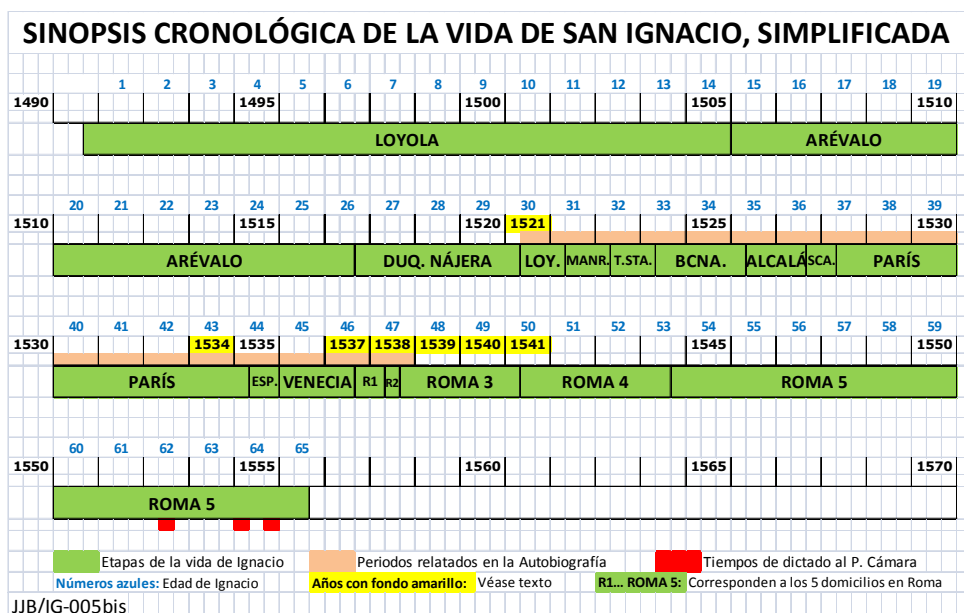 SINOPSIS CRONOLÓGICA DE LA VIDA DE SAN IGNACIO, SIMPLIFICADA
1 2 3 4 5 6 7 8 9 10 11 12 13 14 15 16 17 18 19
1490 1495 1500 1505 1510
LOYOLA ARÉVALO
20 21 22 23 24 25 26 27 28 29 30 31 32 33 34 35 36 37 38 39
1510 1515 1520 1521 1525 1530
ARÉVALO DUQ. NÁJERA LOY. MANR. T.STA. BCNA. ALCALÁ SCA. PARÍS
40 41 42 43 44 45 46 47 48 49 50 51 52 53 54 55 56 57 58 59
1530 1534 1535 1537 1538 1539 1540 1541 1545 1550
PARÍS ESP. VENECIA R1 R2 ROMA 3 ROMA 4 ROMA 5
60 61 62 63 64 65
1550 1555 1560 1565 1570
ROMA 5
Etapas de la vida de Ignacio Periodos relatados en la Autobiografía Tiempos de dictado al P. Cámara
Números azules: Edad de Ignacio Años con fondo amarillo: Véase texto R1... ROMA 5: Corresponden a los 5 domicilios en Roma
JJB/IG-005bis